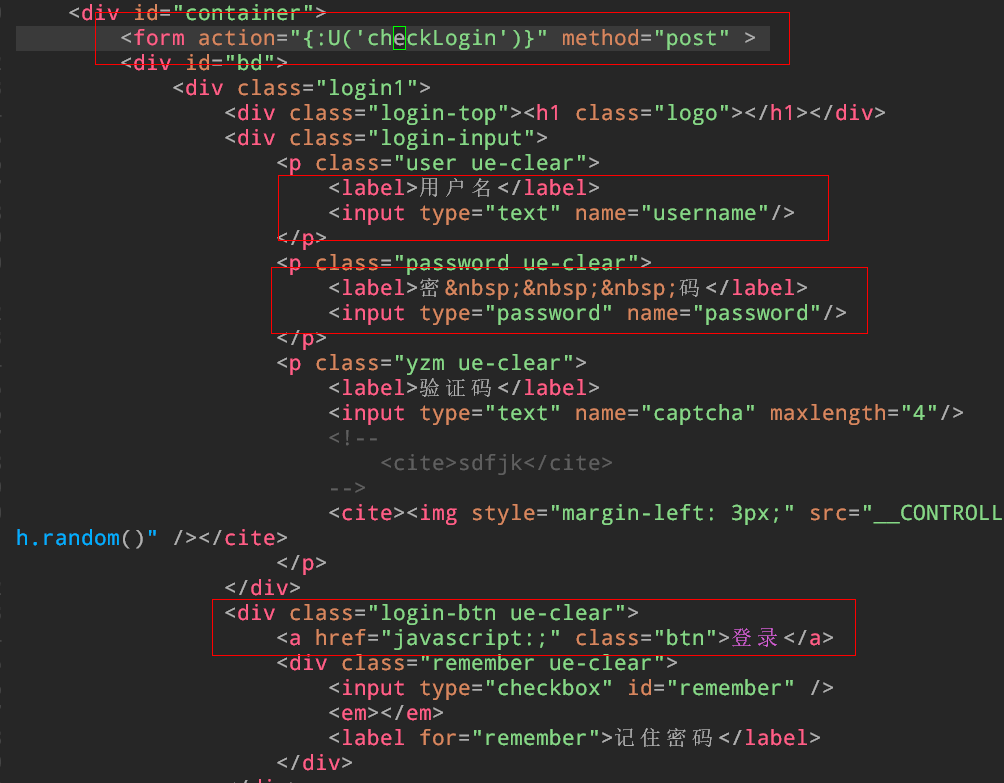 <div id="container">
<form action="{:U('checkLogin')}" method="post" >
<div id="bd">
<div class="login1">
<div class="login-top"><h1 class="logo"></h1></div>
<div class="login-input">
<p class="user ue-clear">
<label>用户名</label>
<input type="text" name="username"/>
</p>
<p class="password ue-clear">
<label>密&nbsp;&nbsp;&nbsp;码</label>
<input type="password" name="password"/>
</p>
<p class="yzm ue-clear">
<label>验证码</label>
<input type="text" name="captcha" maxlength="4"/>
<!--
<cite>sdfjk</cite>
-->
<cite><img style="margin-left: 3px;" src="__CONTROLL
h.random()" /></cite>
</p>
</div>
<div class="login-btn ue-clear">
<a href="javascript:;" class="btn">登录</a>
<div class="remember ue-clear">
<input type="checkbox" id="remember" />
<em></em>
<label for="remember">记住密码</label>
</div>